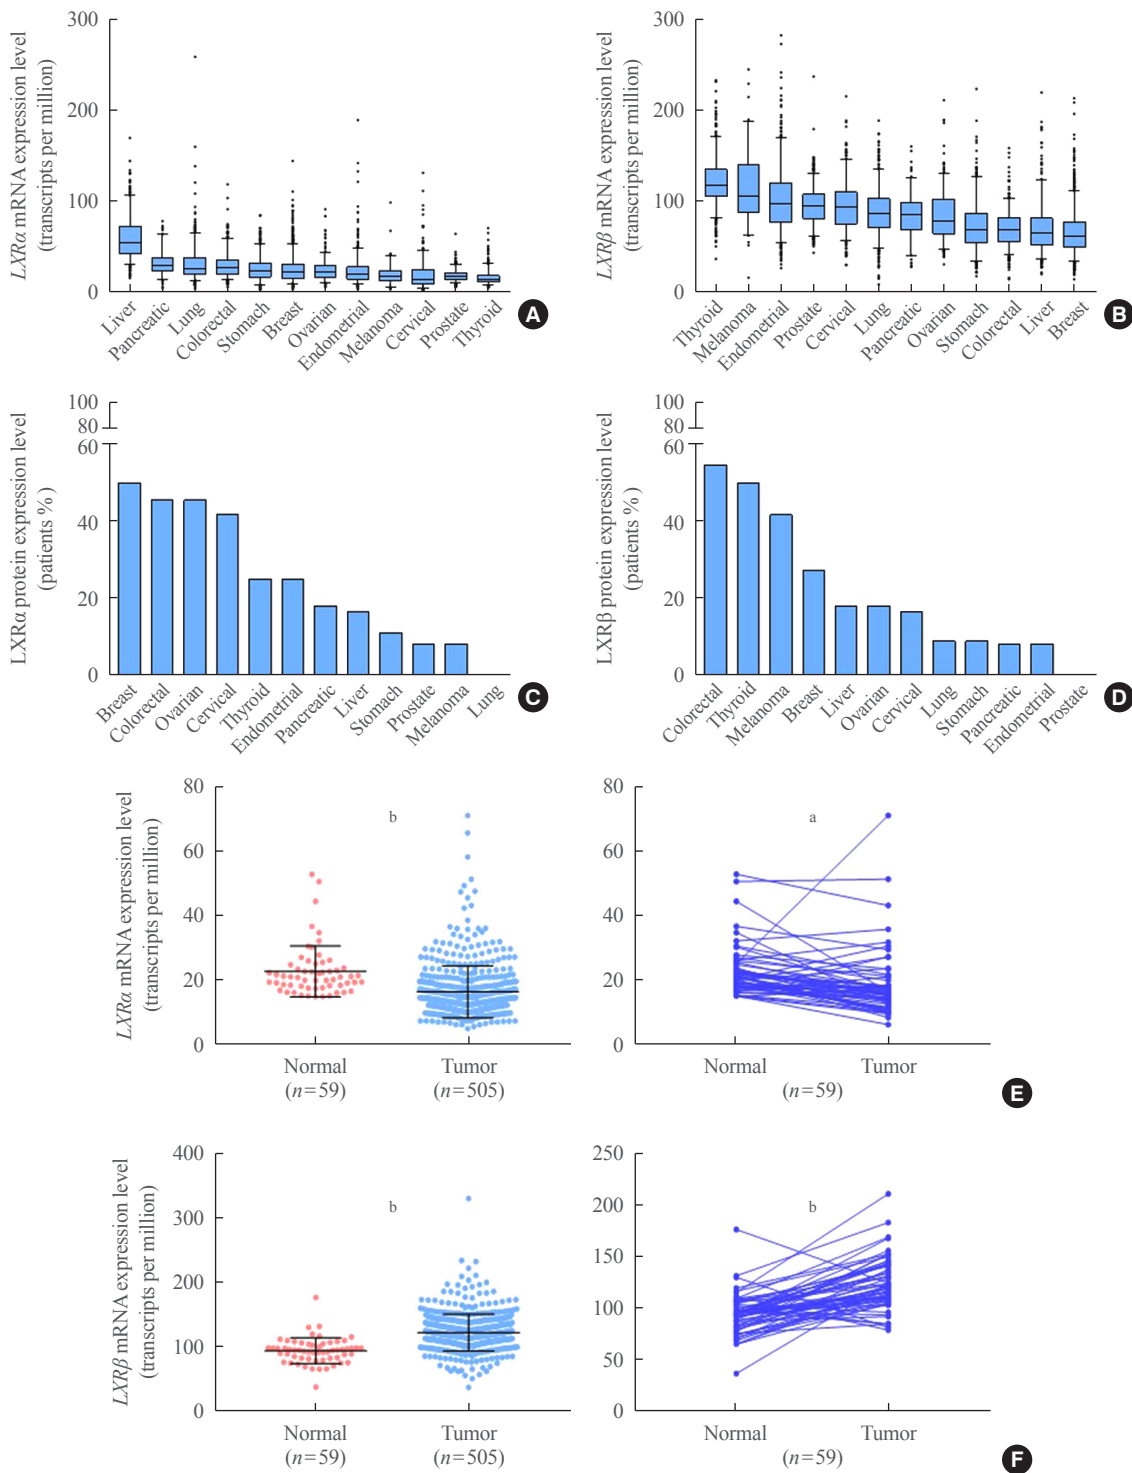 LXRα mRNA expression level
(transcripts per million)
300
200
100
0
Liver
Pancreatic
Lung
Colorectal
Stomach
Breast
Ovarian
Endometrial
Melanoma
Cervical
Prostate
Thyroid
A
LXRβ mRNA expression level
(transcripts per million)
300
200
100
0
Thyroid
Melanoma
Endometrial
Prostate
Cervical
Lung
Pancreatic
Ovarian
Stomach
Colorectal
Liver
Breast
B
LXRα protein expression level
(patients %)
100
80
60
40
20
0
Breast
Colorectal
Ovarian
Cervical
Thyroid
Endometrial
Pancreatic
Liver
Stomach
Prostate
Melanoma
Lung
C
LXRβ protein expression level
(patients %)
100
80
60
40
20
0
Colorectal
Thyroid
Melanoma
Breast
Liver
Ovarian
Cervical
Lung
Stomach
Pancreatic
Endometrial
Prostate
D
LXRα mRNA expression level
(transcripts per million)
80
60
40
20
0
b
Normal
(n=59)
Tumor
(n=505)
80
60
40
20
0
a
Normal
Tumor
(n=59)
E
LXRβ mRNA expression level
(transcripts per million)
400
300
200
100
0
b
Normal
(n=59)
Tumor
(n=505)
250
200
150
100
50
0
b
Normal
Tumor
(n=59)
F